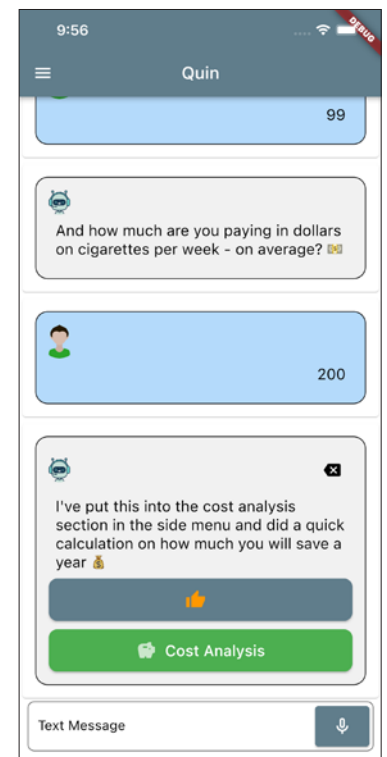 9:56
DEBUG
Quin
99
And how much are you paying in dollars
on cigarettes per week - on average? 💵
200
I've put this into the cost analysis
section in the side menu and did a quick
calculation on how much you will save a
year 💰
Cost Analysis
Text Message